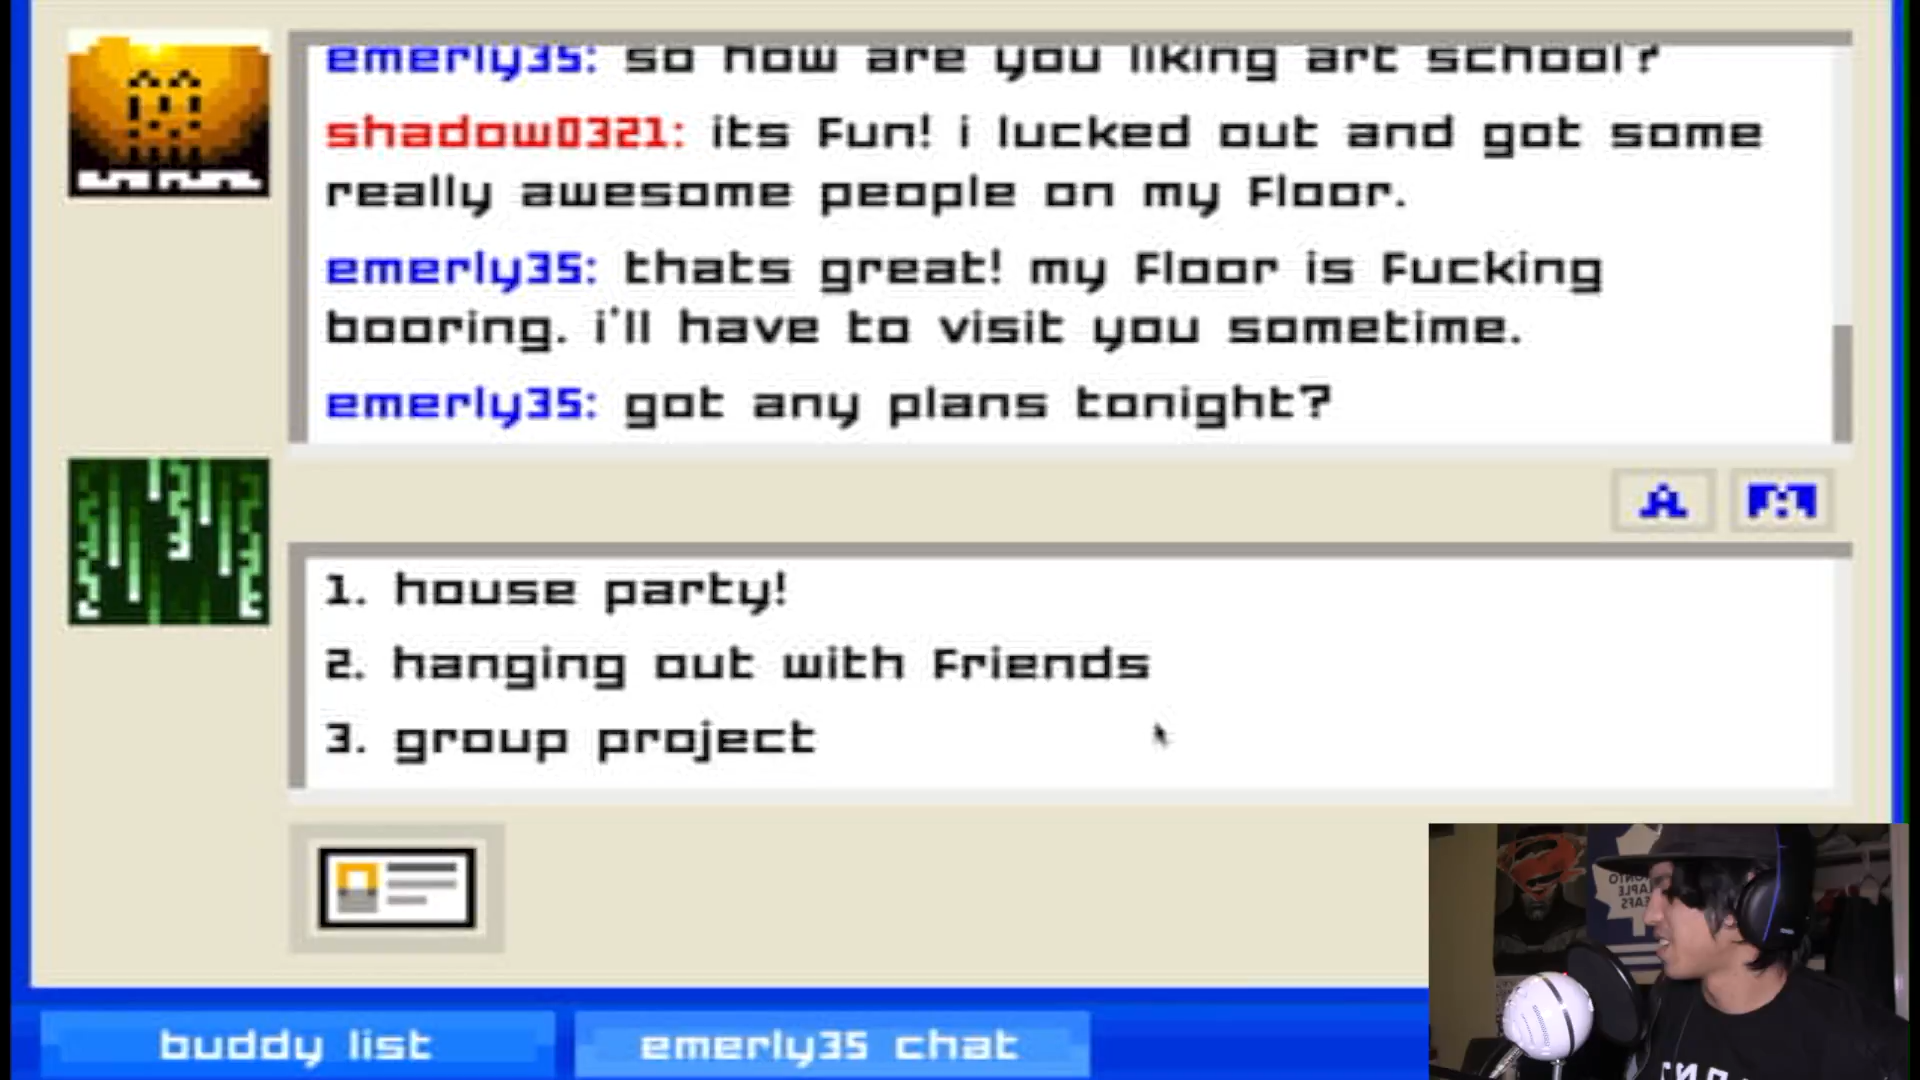 emerly35: so how are you liking art school?
shadow0321: its Fun! i lucked out and got some
really awesome people on my Floor.
emerly35: thats great! my Floor is Fucking
booring. i'll have to visit you sometime.
emerly35: got any plans tonight?
1. house party!
2. hanging out with Friends
3. group project
buddy list
emerly35 chat